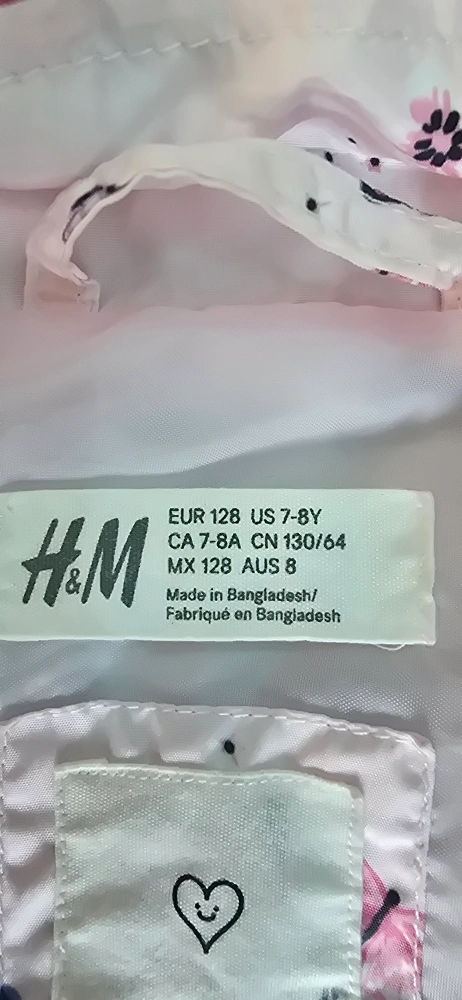 H&M
EUR 128 US 7-8Y
CA 7-8A CN 130/64
MX 128 AUS 8
Made in Bangladesh/
Fabriqué en Bangladesh